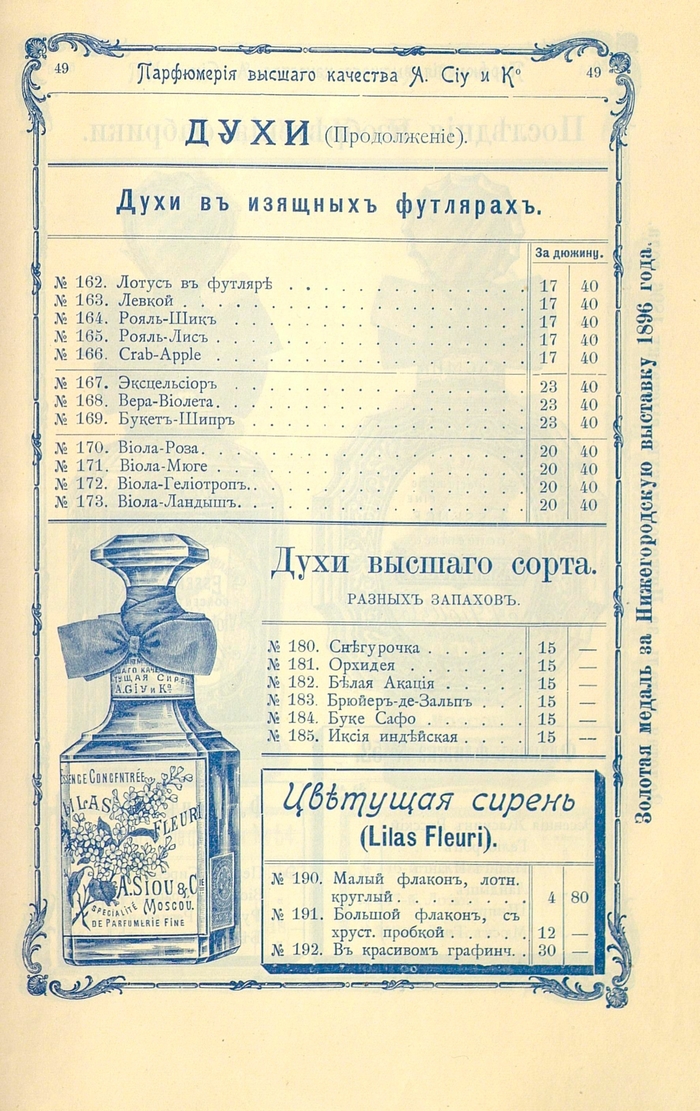 49 Парфюмерія высшаго качества А. Сіу и К° 49
ДУХИ (Продолженіе).
Духи въ изящныхъ футлярахъ.
За дюжину.
№ 162. Лотусъ въ футлярѣ . . . . . . . . 17 40
№ 163. Левкой . . . . . . . . . . . . . 17 40
№ 164. Рояль-Шикъ . . . . . . . . . . . 17 40
№ 165. Рояль-Лисъ . . . . . . . . . . . 17 40
№ 166. Crab-Apple . . . . . . . . . . . 17 40
№ 167. Эксцельсіоръ . . . . . . . . . . 23 40
№ 168. Вера-Віолета . . . . . . . . . . 23 40
№ 169. Букетъ-Шипръ . . . . . . . . . . 23 40
№ 170. Віола-Роза . . . . . . . . . . . 20 40
№ 171. Віола-Мюге . . . . . . . . . . . 20 40
№ 172. Віола-Геліотропъ . . . . . . . . 20 40
№ 173. Віола-Ландышъ . . . . . . . . . 20 40
Духи высшаго сорта.
РАЗНЫХЪ ЗАПАХОВЪ.
№ 180. Снѣгурочка . . . . . . 15 —
№ 181. Орхидея . . . . . . . 15 —
№ 182. Бѣлая Акація . . . . . 15 —
№ 183. Брюйеръ-де-Зальпъ . . . 15 —
№ 184. Буке Сафо . . . . . . 15 —
№ 185. Иксія индѣйская . . . . 15 —
Цвѣтущая сирень
(Lilas Fleuri).
№ 190. Малый флаконъ, лотн.
круглый . . . . . . . 4 80
№ 191. Большой флаконъ, съ
хруст. пробкой . . . . . 12 —
№ 192. Въ красивомъ графинч. . 30 —
ШАГО КАЧЕ
ТУЩАЯ СИРЕН
А. СІУ и К°
SSENCE CONCENTRÉE
LILAS
FLEURI
A. SIOU & Cie
SPECIALITÉ MOSCOU.
DE PARFUMERIE FINE
Золотая медаль за Нижегородскую выставку 1896 года.